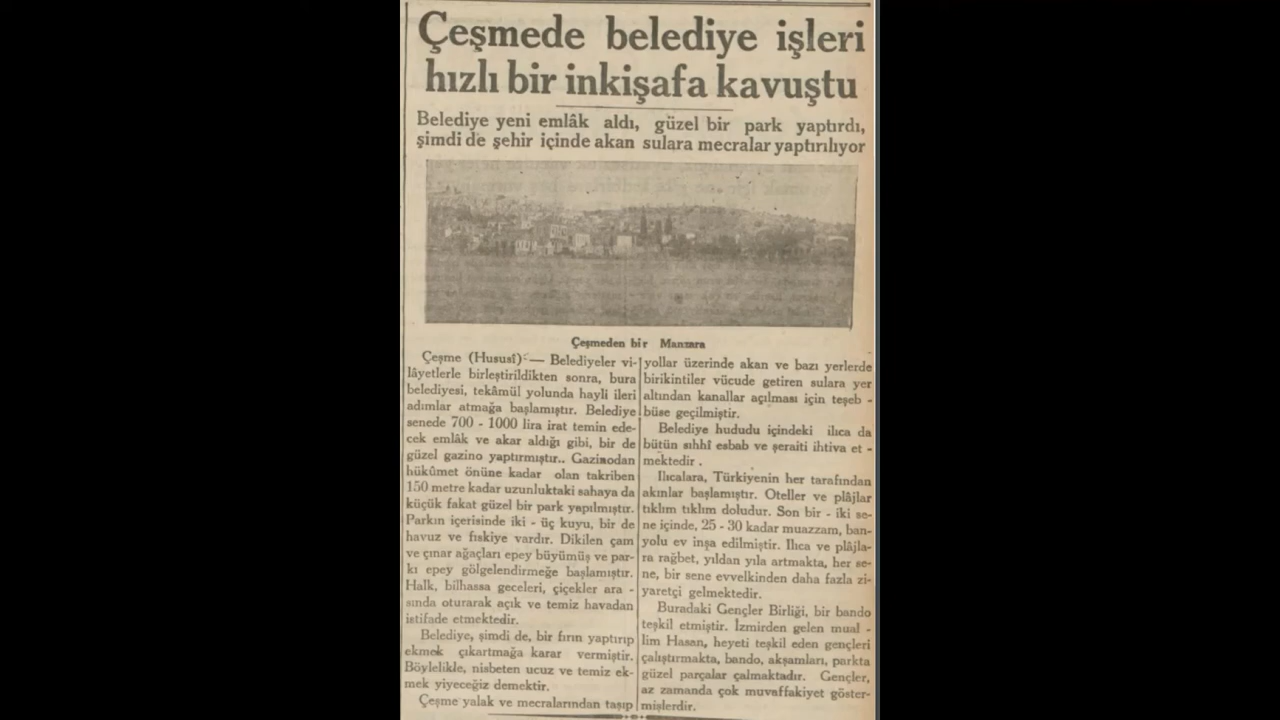 Çeşmede belediye işleri
hızlı bir inkişafa kavuştu
Belediye yeni emlâk aldı, güzel bir park yaptırdı,
şimdi de şehir içinde akan sulara mecralar yaptırılıyor
Çeşmeden bir Manzara
Çeşme (Hususî) — Belediyeler vi-
lâyetlerle birleştirildikten sonra, bura
belediyesi, tekâmül yolunda hayli ileri
adımlar atmağa başlamıştır. Belediye
senede 700 - 1000 lira irat temin ede-
cek emlâk ve akar aldığı gibi, bir de
güzel gazino yaptırmıştır.. Gazinodan
hükûmet önüne kadar olan takriben
150 metre kadar uzunluktaki sahaya da
küçük fakat güzel bir park yapılmıştır.
Parkın içerisinde iki - üç kuyu, bir de
havuz ve fıskiye vardır. Dikilen çam
ve çınar ağaçları epey büyümüş ve par-
kı epey gölgelendirmeğe başlamıştır.
Halk, bilhassa geceleri, çiçekler ara -
sında oturarak açık ve temiz havadan
istifade etmektedir.
Belediye, şimdi de, bir fırın yaptırıp
ekmek çıkartmağa karar vermiştir.
Böylelikle, nisbeten ucuz ve temiz ek-
mek yiyeceğiz demektir.
Çeşme yalak ve mecralarından taşıp
yollar üzerinde akan ve bazı yerlerde
birikintiler vücude getiren sulara yer
altından kanallar açılması için teşeb -
büse geçilmiştir.
Belediye hududu içindeki ılıca da
bütün sıhhî esbab ve şeraiti ihtiva et -
mektedir .
Ilıcalara, Türkiyenin her tarafından
akınlar başlamıştır. Oteller ve plâjlar
tıklım tıklım doludur. Son bir - iki se-
ne içinde, 25 - 30 kadar muazzam, ban-
yolu ev inşa edilmiştir. Ilıca ve plâjla-
ra rağbet, yıldan yıla artmakta, her se-
ne, bir sene evvelkinden daha fazla zi-
yaretçi gelmektedir.
Buradaki Gençler Birliği, bir bando
teşkil etmiştir. İzmirden gelen mual -
lim Hasan, heyeti teşkil eden gençleri
çalıştırmakta, bando, akşamları, parkta
güzel parçalar çalmaktadır. Gençler,
az zamanda çok muvaffakiyet göster-
mişlerdir.